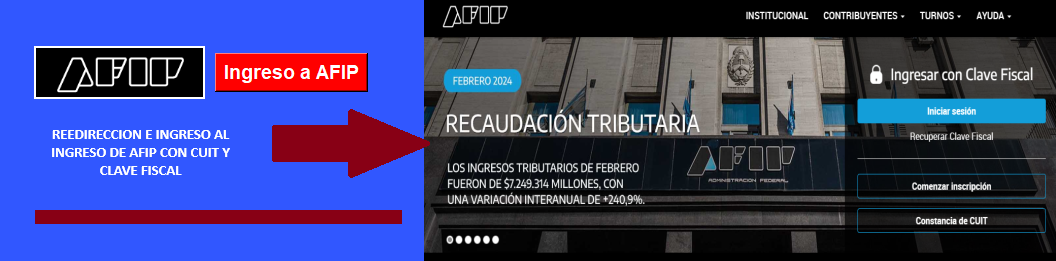 AFIP
Ingreso a AFIP
REEDIRECCION E INGRESO AL
INGRESO DE AFIP CON CUIT Y
CLAVE FISCAL
AFIP
INSTITUCIONAL CONTRIBUYENTES TURNOS AYUDA
FEBRERO 2024
RECAUDACIÓN TRIBUTARIA
LOS INGRESOS TRIBUTARIOS DE FEBRERO
FUERON DE $7.249.314 MILLONES, CON
UNA VARIACIÓN INTERANUAL DE +240,9%.
AFIP
ADMINISTRACION FEDERAL
Ingresar con Clave Fiscal
Iniciar sesión
Recuperar Clave Fiscal
Comenzar inscripción
Constancia de CUIT